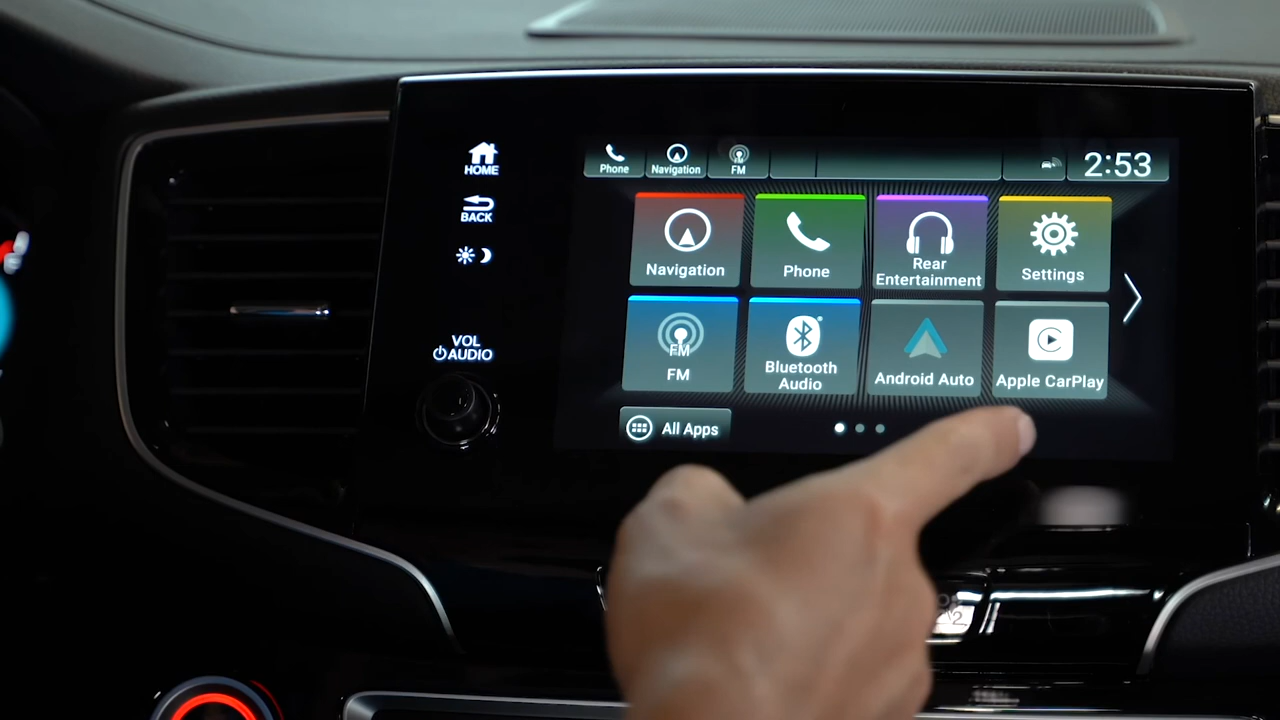 HOME
BACK
VOL
AUDIO
Phone
Navigation
FM
2:53
Navigation
Phone
Rear
Entertainment
Settings
FM
FM
Bluetooth
Audio
Android Auto
Apple CarPlay
All Apps